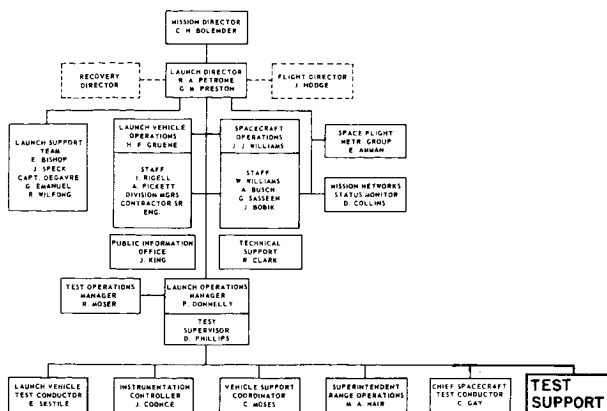 MISSION DIRECTOR
C H BOLENDER
RECOVERY
DIRECTOR
LAUNCH DIRECTOR
R A PETRONE
G M PRESTON
FLIGHT DIRECTOR
J HODGE
LAUNCH SUPPORT
TEAM
E BISHOP
J SPECK
CAPT. DEGAVRE
G EMANUEL
R WILFONG
LAUNCH VEHICLE
OPERATIONS
H F GRUENE
STAFF
I. RIGELL
A. PICKETT
DIVISION MGRS
CONTRACTOR SR
ENG.
SPACECRAFT
OPERATIONS
J J WILLIAMS
STAFF
W WILLIAMS
A BUSCH
G SASSEEN
J BOBIK
SPACE FLIGHT
METR. GROUP
E AMMAN
MISSION NETWORKS
STATUS MONITOR
D. COLLINS
PUBLIC INFORMATION
OFFICE
J. KING
TECHNICAL
SUPPORT
R CLARK
TEST OPERATIONS
MANAGER
R. MOSER
LAUNCH OPERATIONS
MANAGER
P. DONNELLY
TEST
SUPERVISOR
D. PHILLIPS
LAUNCH VEHICLE
TEST CONDUCTOR
E SESTILE
INSTRUMENTATION
CONTROLLER
J. COONCE
VEHICLE SUPPORT
COORDINATOR
C MOSES
SUPERINTENDENT
RANGE OPERATIONS
M A HAIR
CHIEF SPACECRAFT
TEST CONDUCTOR
C GAY
TEST
SUPPORT